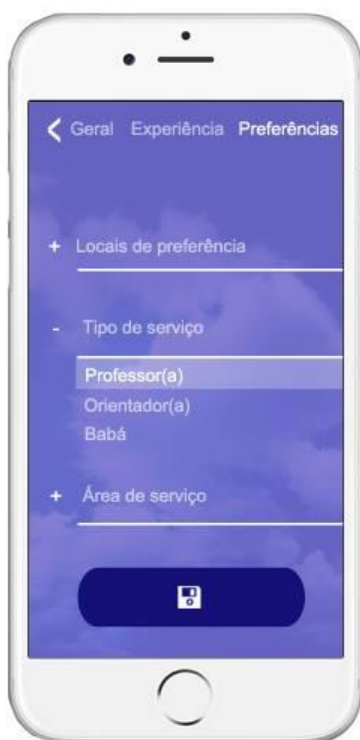 Geral Experiência Preferências
+ Locais de preferência
- Tipo de serviço
Professor(a)
Orientador(a)
Babá
+ Área de serviço